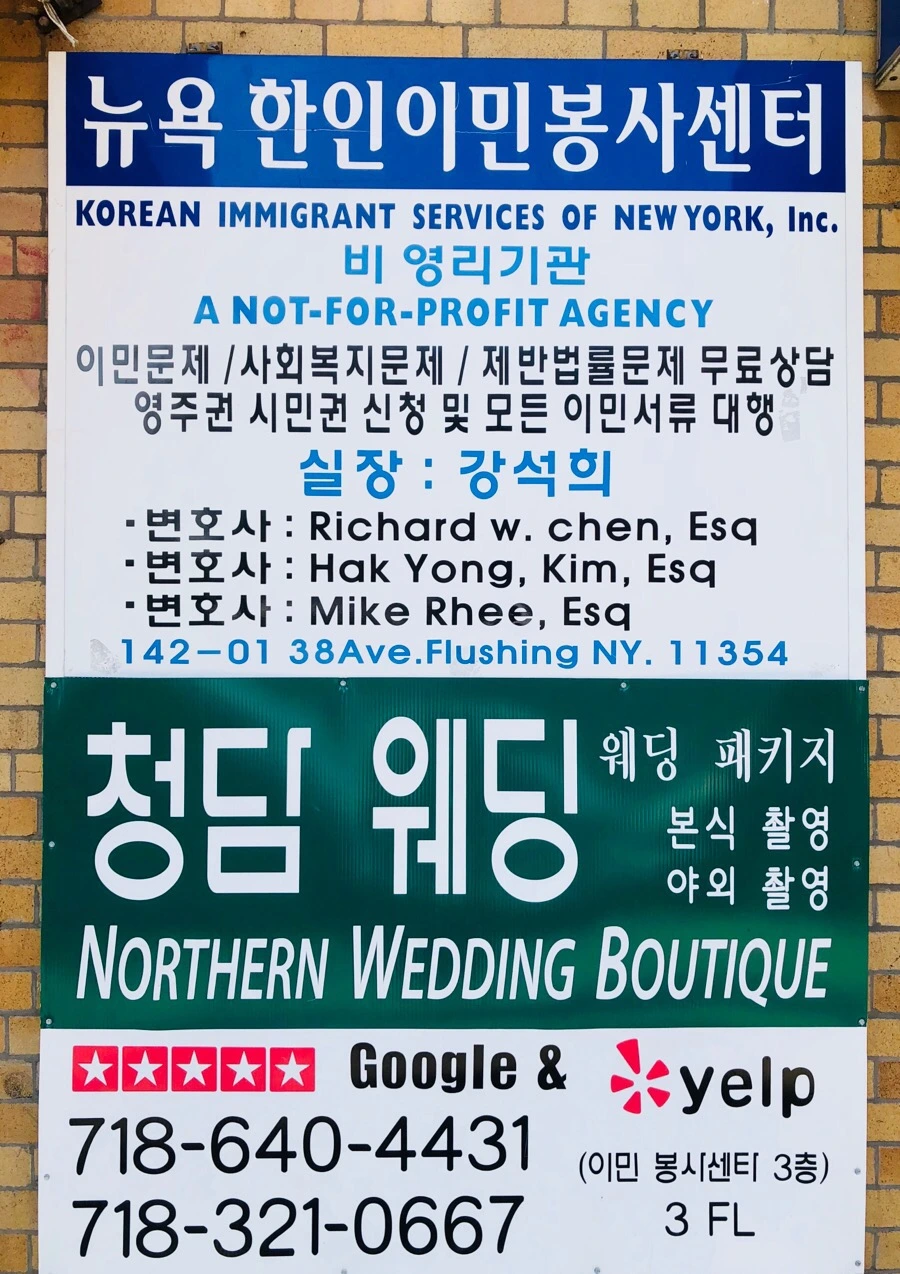 뉴욕 한인이민봉사센터
KOREAN IMMIGRANT SERVICES OF NEW YORK, Inc.
비 영리기관
A NOT-FOR-PROFIT AGENCY
이민문제 / 사회복지문제 / 제반법률문제 무료상담
영주권 시민권 신청 및 모든 이민서류 대행
실장 : 강석희
·변호사 : Richard w. chen, Esq
·변호사 : Hak Yong, Kim, Esq
·변호사 : Mike Rhee, Esq
142-01 38Ave.Flushing NY. 11354
청담 웨딩
웨딩 패키지
본식 촬영
야외 촬영
NORTHERN WEDDING BOUTIQUE
Google & yelp
718-640-4431
718-321-0667
(이민 봉사센타 3층)
3 FL